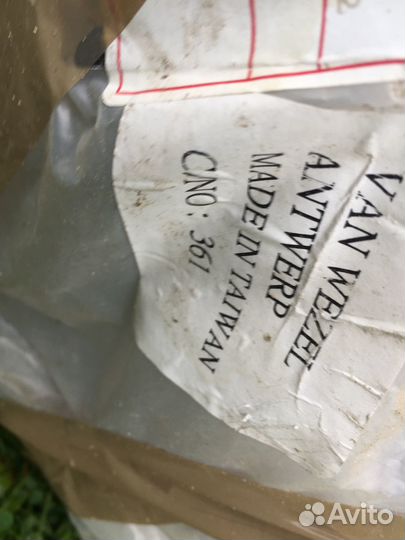 VAN WEZEL
ANTWERP
MADE IN TAIWAN
C/NO : 361
Avito